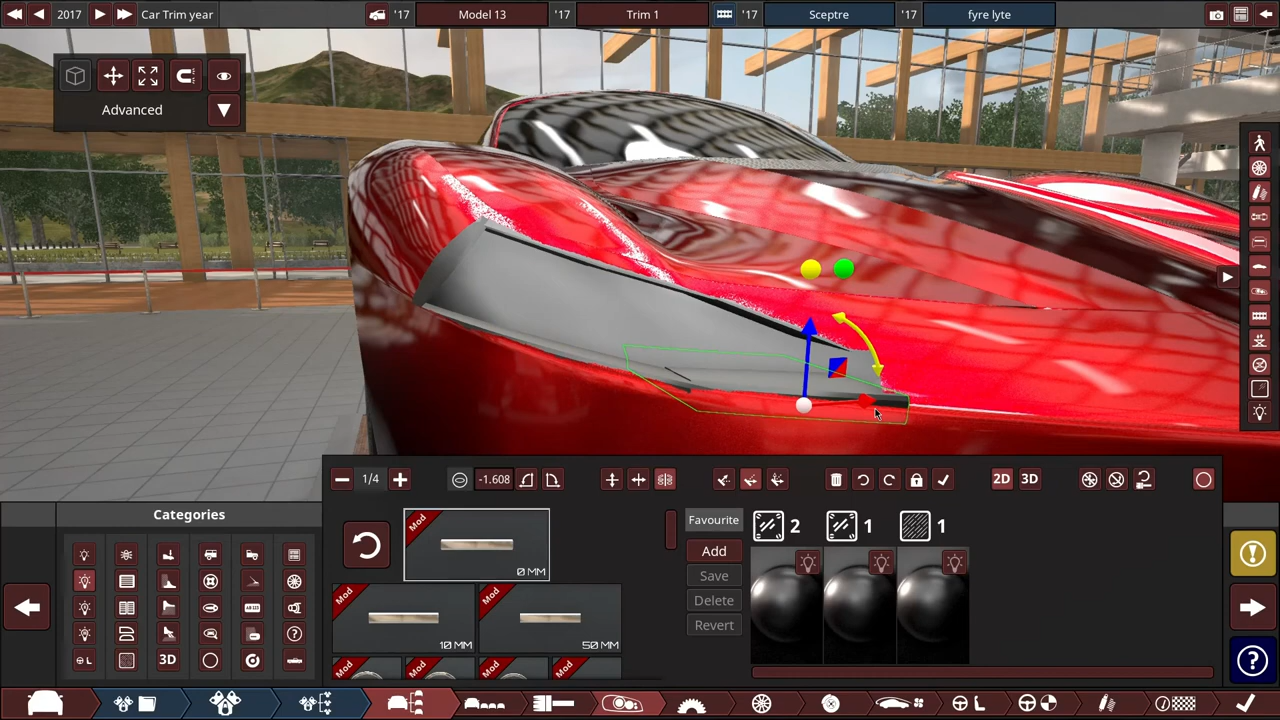 2017 Car Trim year '17 Model 13 '17 Trim 1 '17 Sceptre '17 fyre lyte
Advanced
1/4 -1.608 2D 3D
Categories
Mod
0 MM
Favourite
Add
Save
Delete
Revert
2 1 1
Mod Mod
10 MM 50 MM
Mod Mod Mod Mod
3D
L